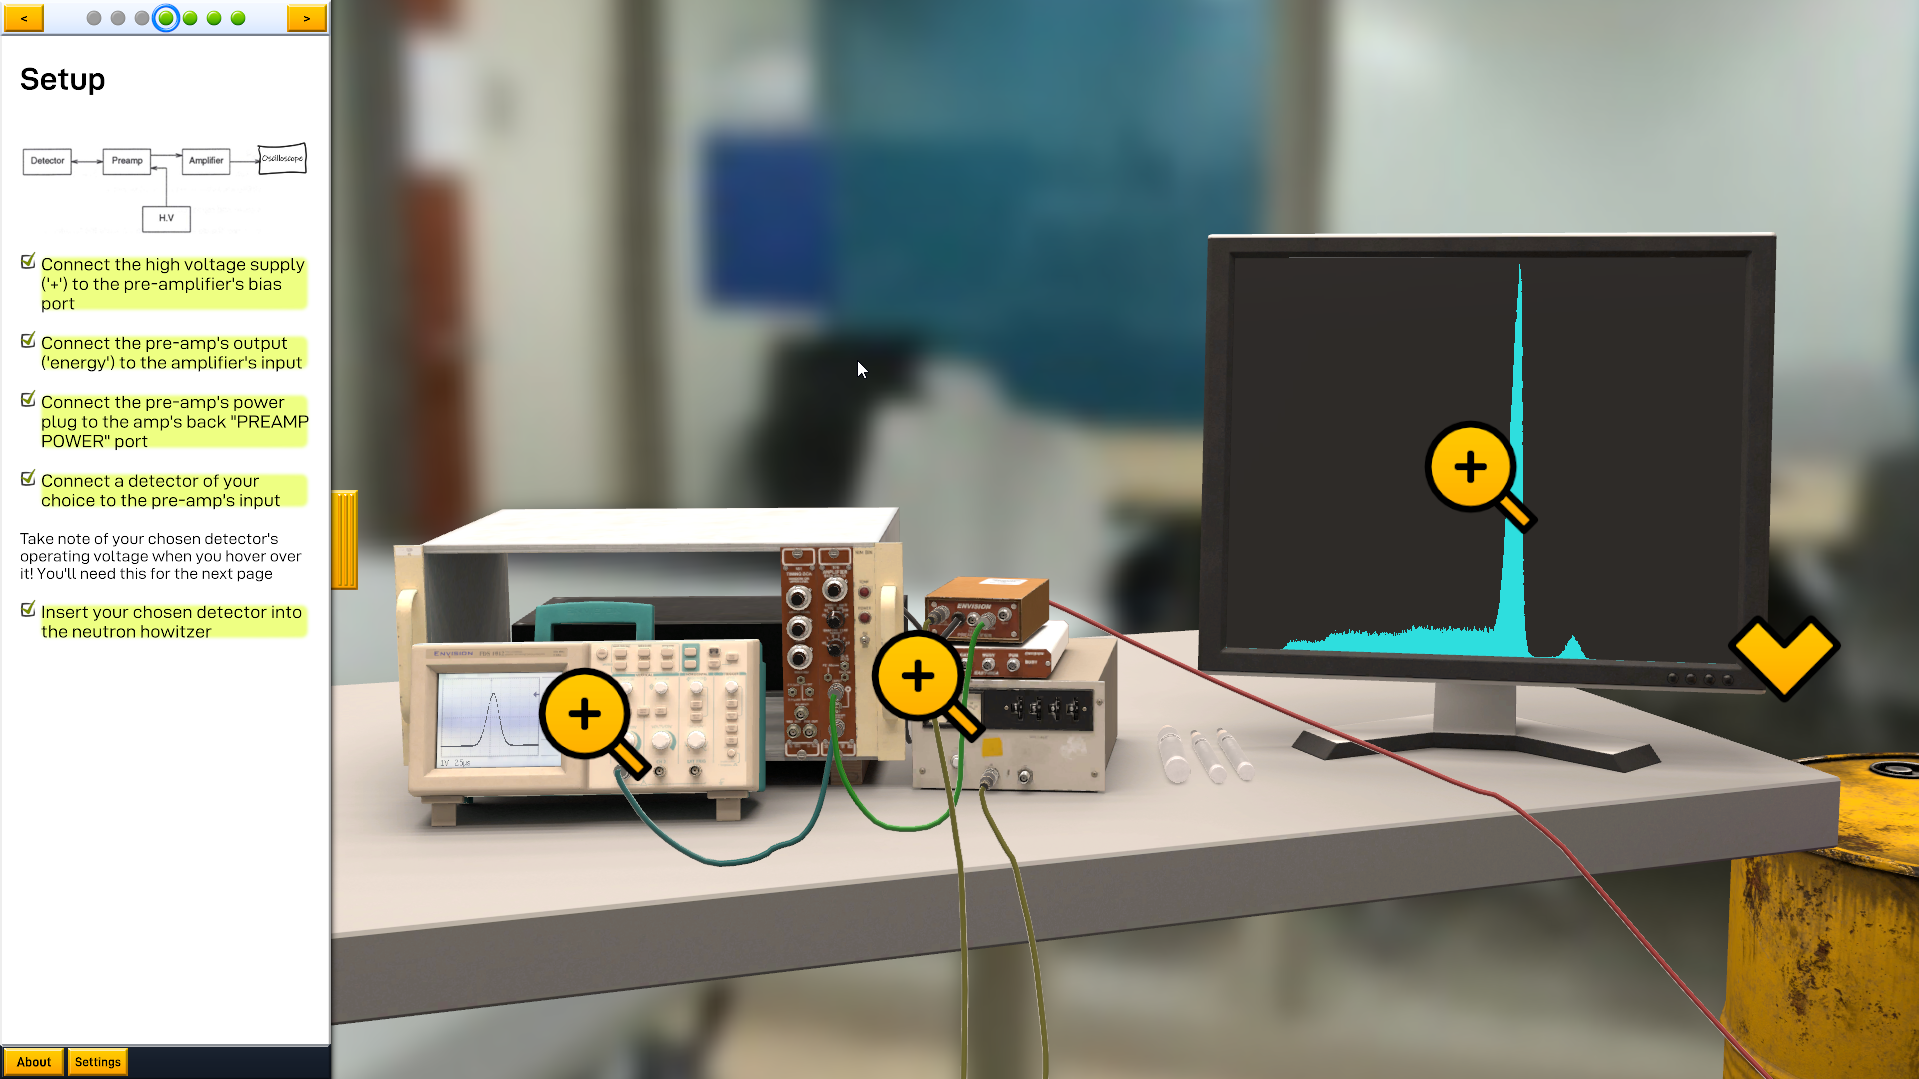 <
>
Setup
Detector
Preamp
Amplifier
Oscilloscope
H.V
Connect the high voltage supply
('+') to the pre-amplifier's bias
port
Connect the pre-amp's output
('energy') to the amplifier's input
Connect the pre-amp's power
plug to the amp's back "PREAMP
POWER" port
Connect a detector of your
choice to the pre-amp's input
Take note of your chosen detector's
operating voltage when you hover over
it! You'll need this for the next page
Insert your chosen detector into
the neutron howitzer
About
Settings
ENVISION
1V 2.5µs
ENVISION